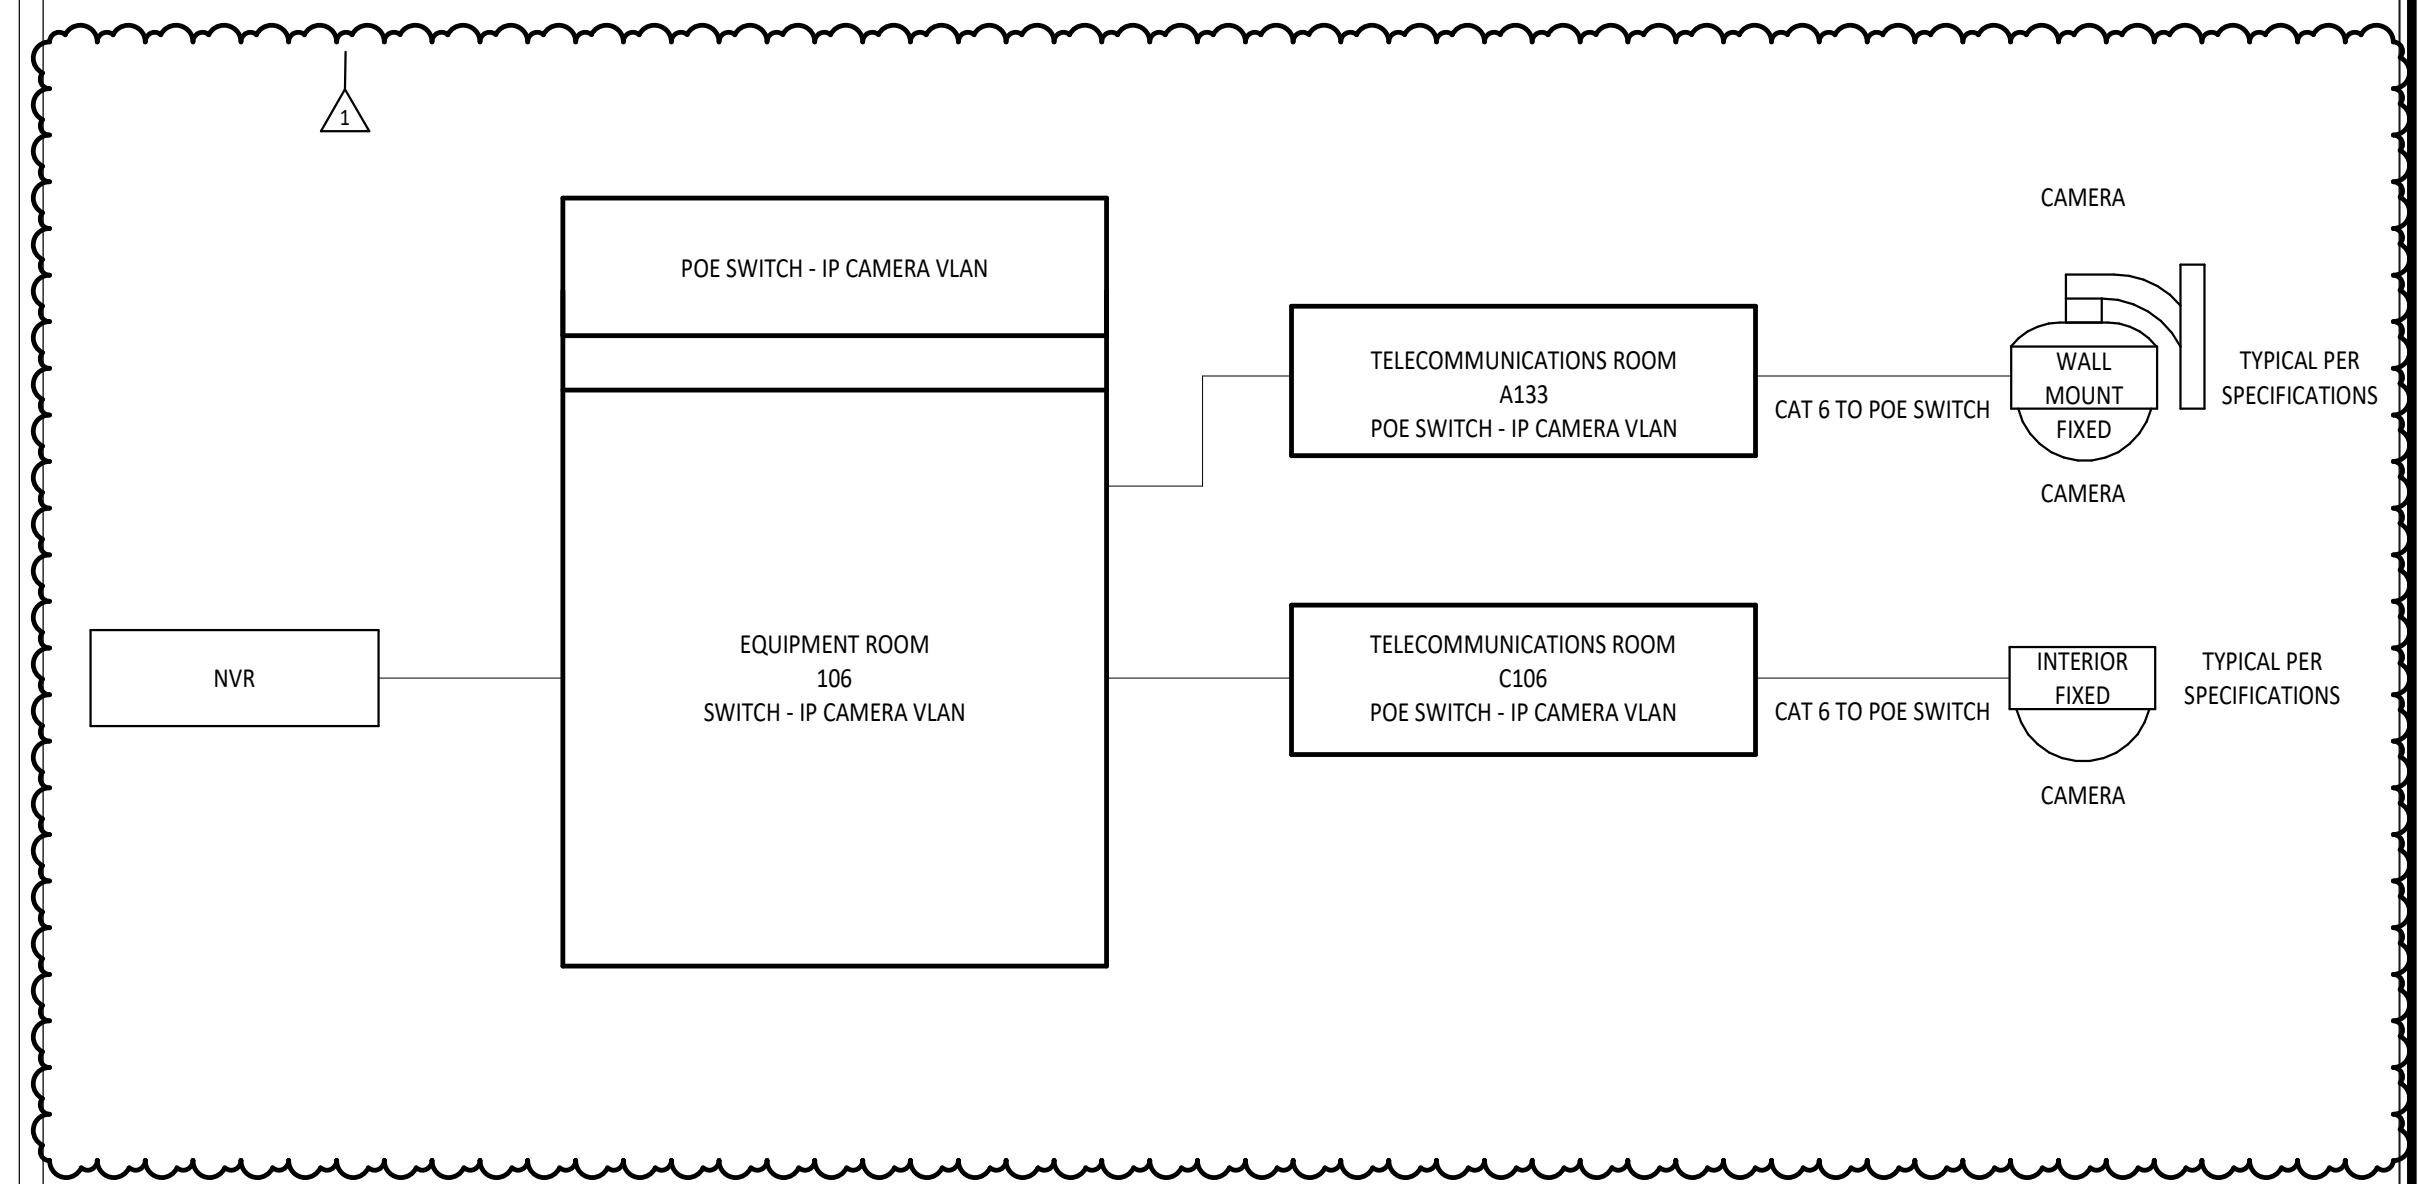 1
POE SWITCH - IP CAMERA VLAN
NVR
EQUIPMENT ROOM
106
SWITCH - IP CAMERA VLAN
TELECOMMUNICATIONS ROOM
A133
POE SWITCH - IP CAMERA VLAN
CAT 6 TO POE SWITCH
CAMERA
WALL
MOUNT
FIXED
CAMERA
TYPICAL PER
SPECIFICATIONS
TELECOMMUNICATIONS ROOM
C106
POE SWITCH - IP CAMERA VLAN
CAT 6 TO POE SWITCH
INTERIOR
FIXED
CAMERA
TYPICAL PER
SPECIFICATIONS